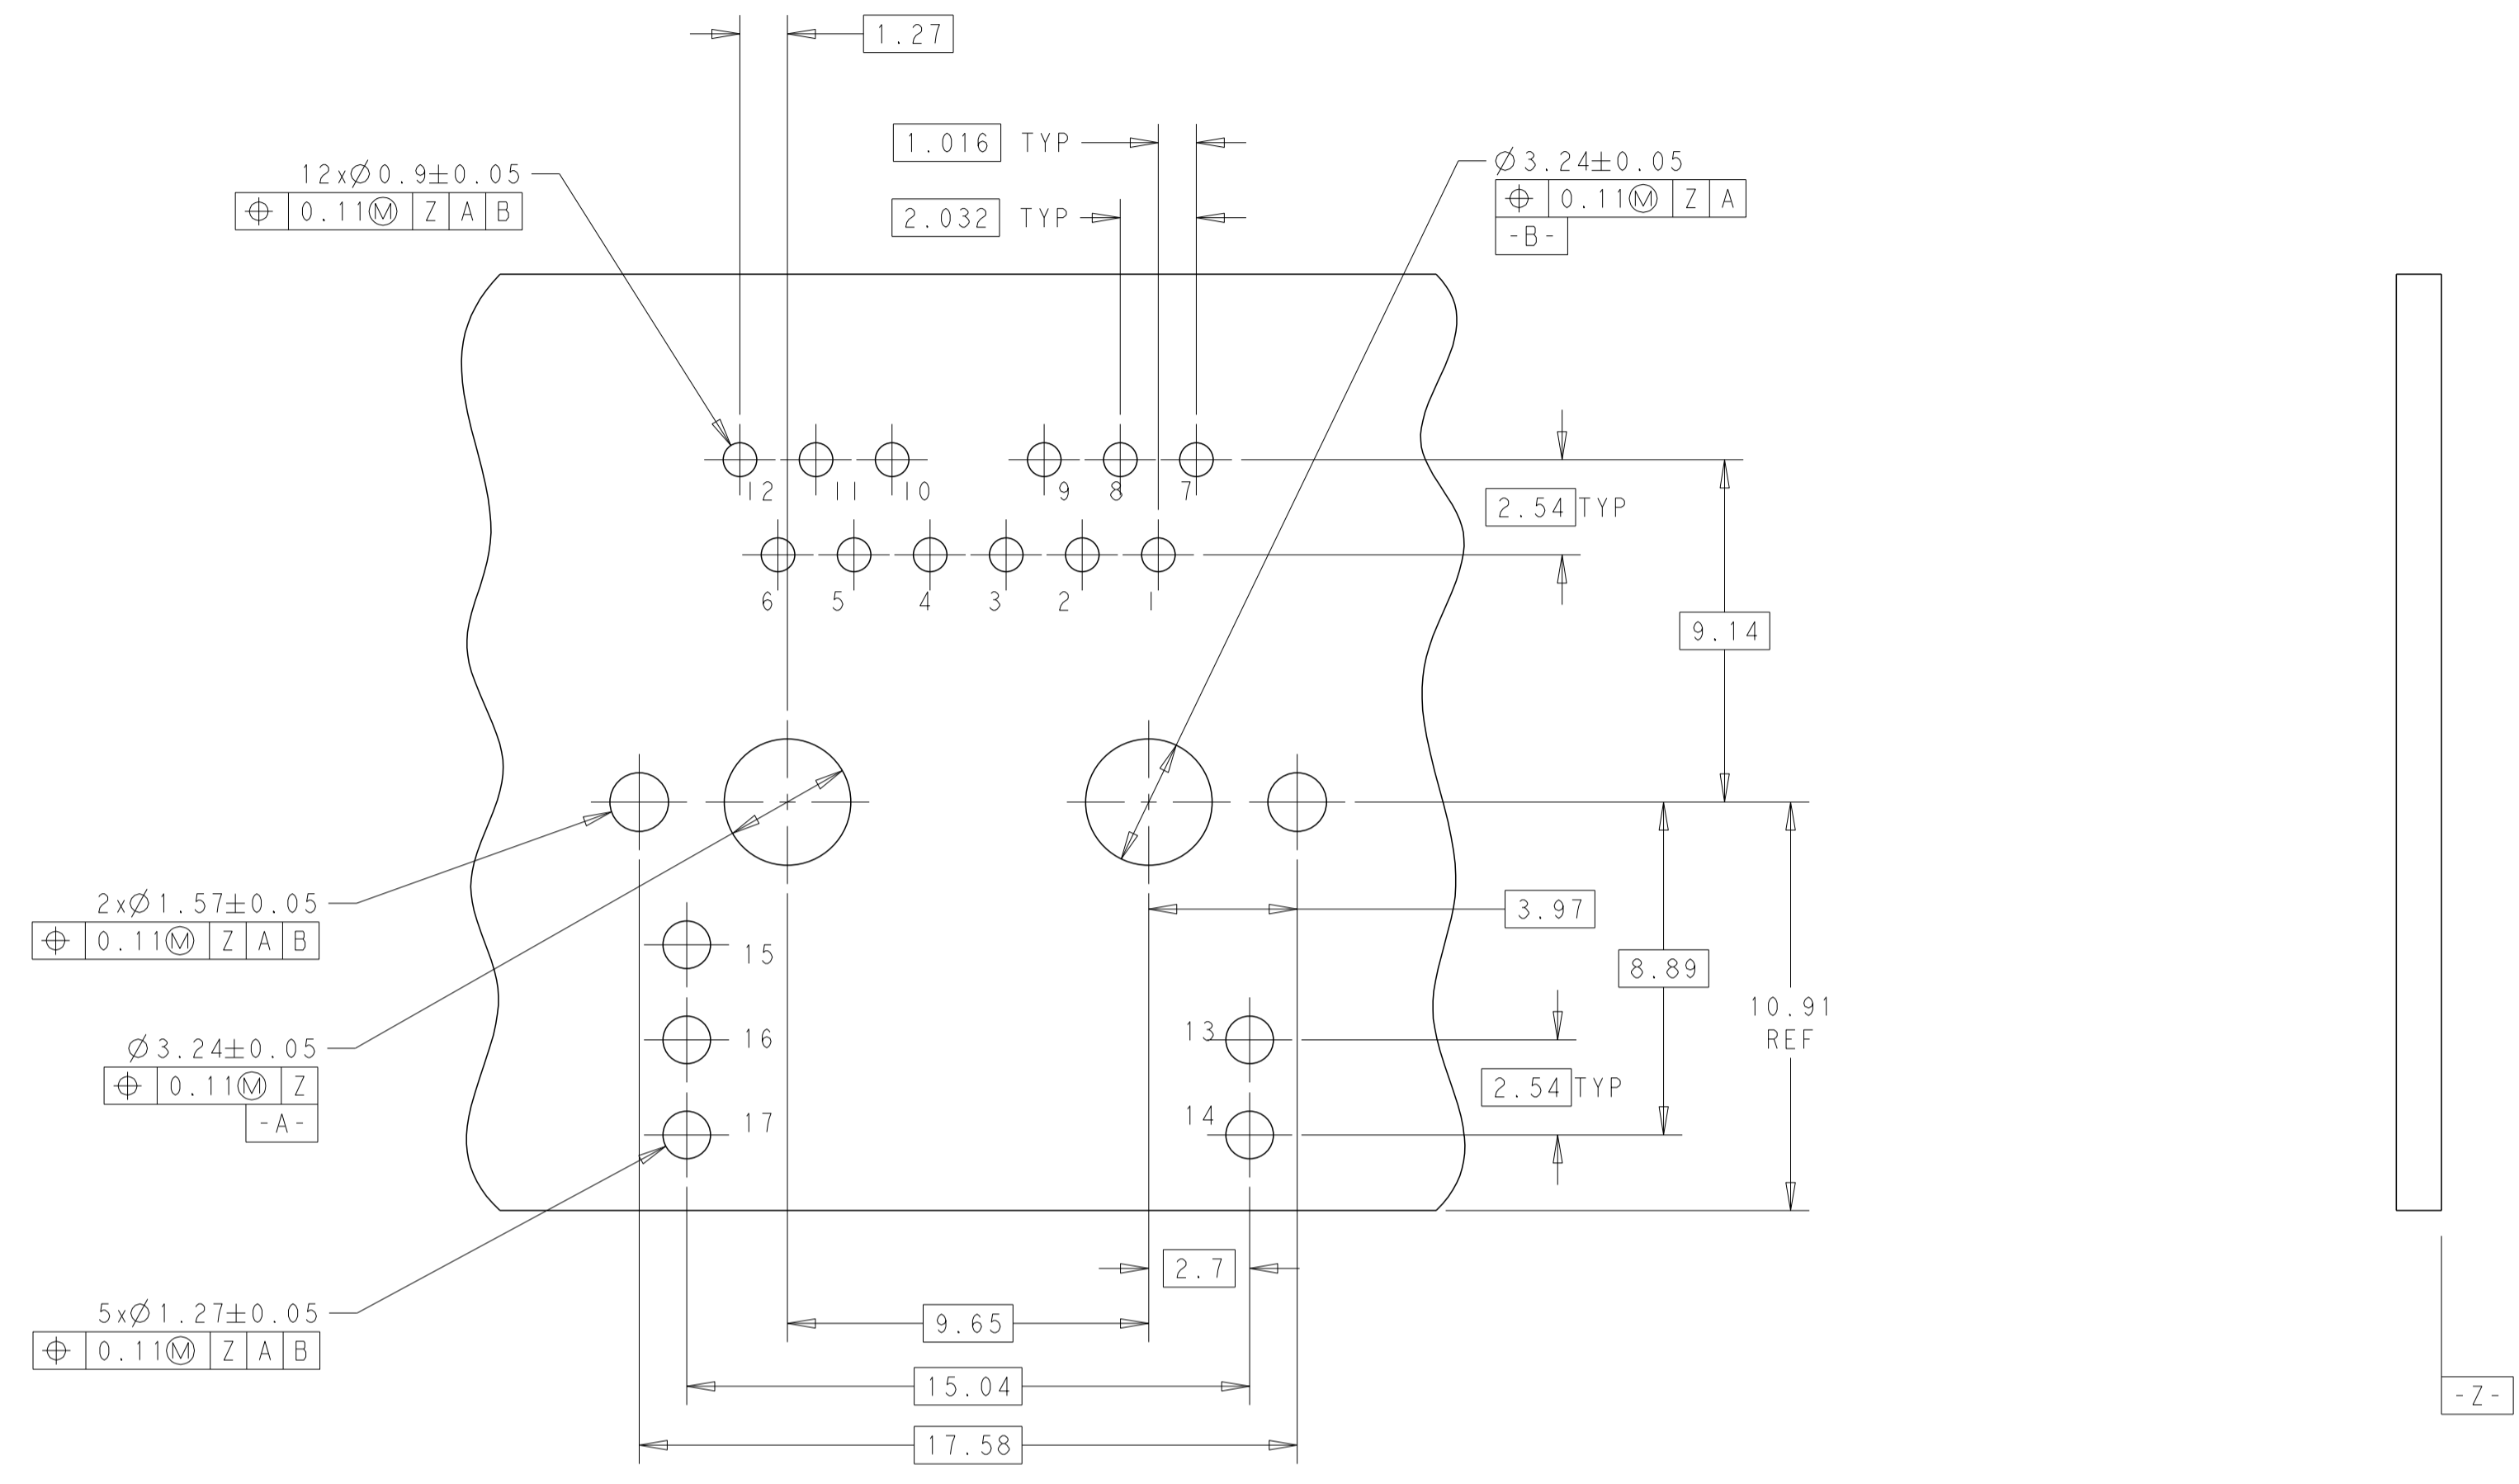 1.27
1.016 TYP
2.032 TYP
12xØ0.9±0.05
⌖ 0.11Ⓜ Z A B
Ø3.24±0.05
⌖ 0.11Ⓜ Z A
-B-
12 11 10 9 8 7
2.54 TYP
6 5 4 3 2 1
9.14
2xØ1.57±0.05
⌖ 0.11Ⓜ Z A B
3.97
15
8.89
10.91
REF
16
13
Ø3.24±0.05
⌖ 0.11Ⓜ Z
-A-
2.54 TYP
17
14
2.7
5xØ1.27±0.05
⌖ 0.11Ⓜ Z A B
9.65
15.04
-Z-
17.58